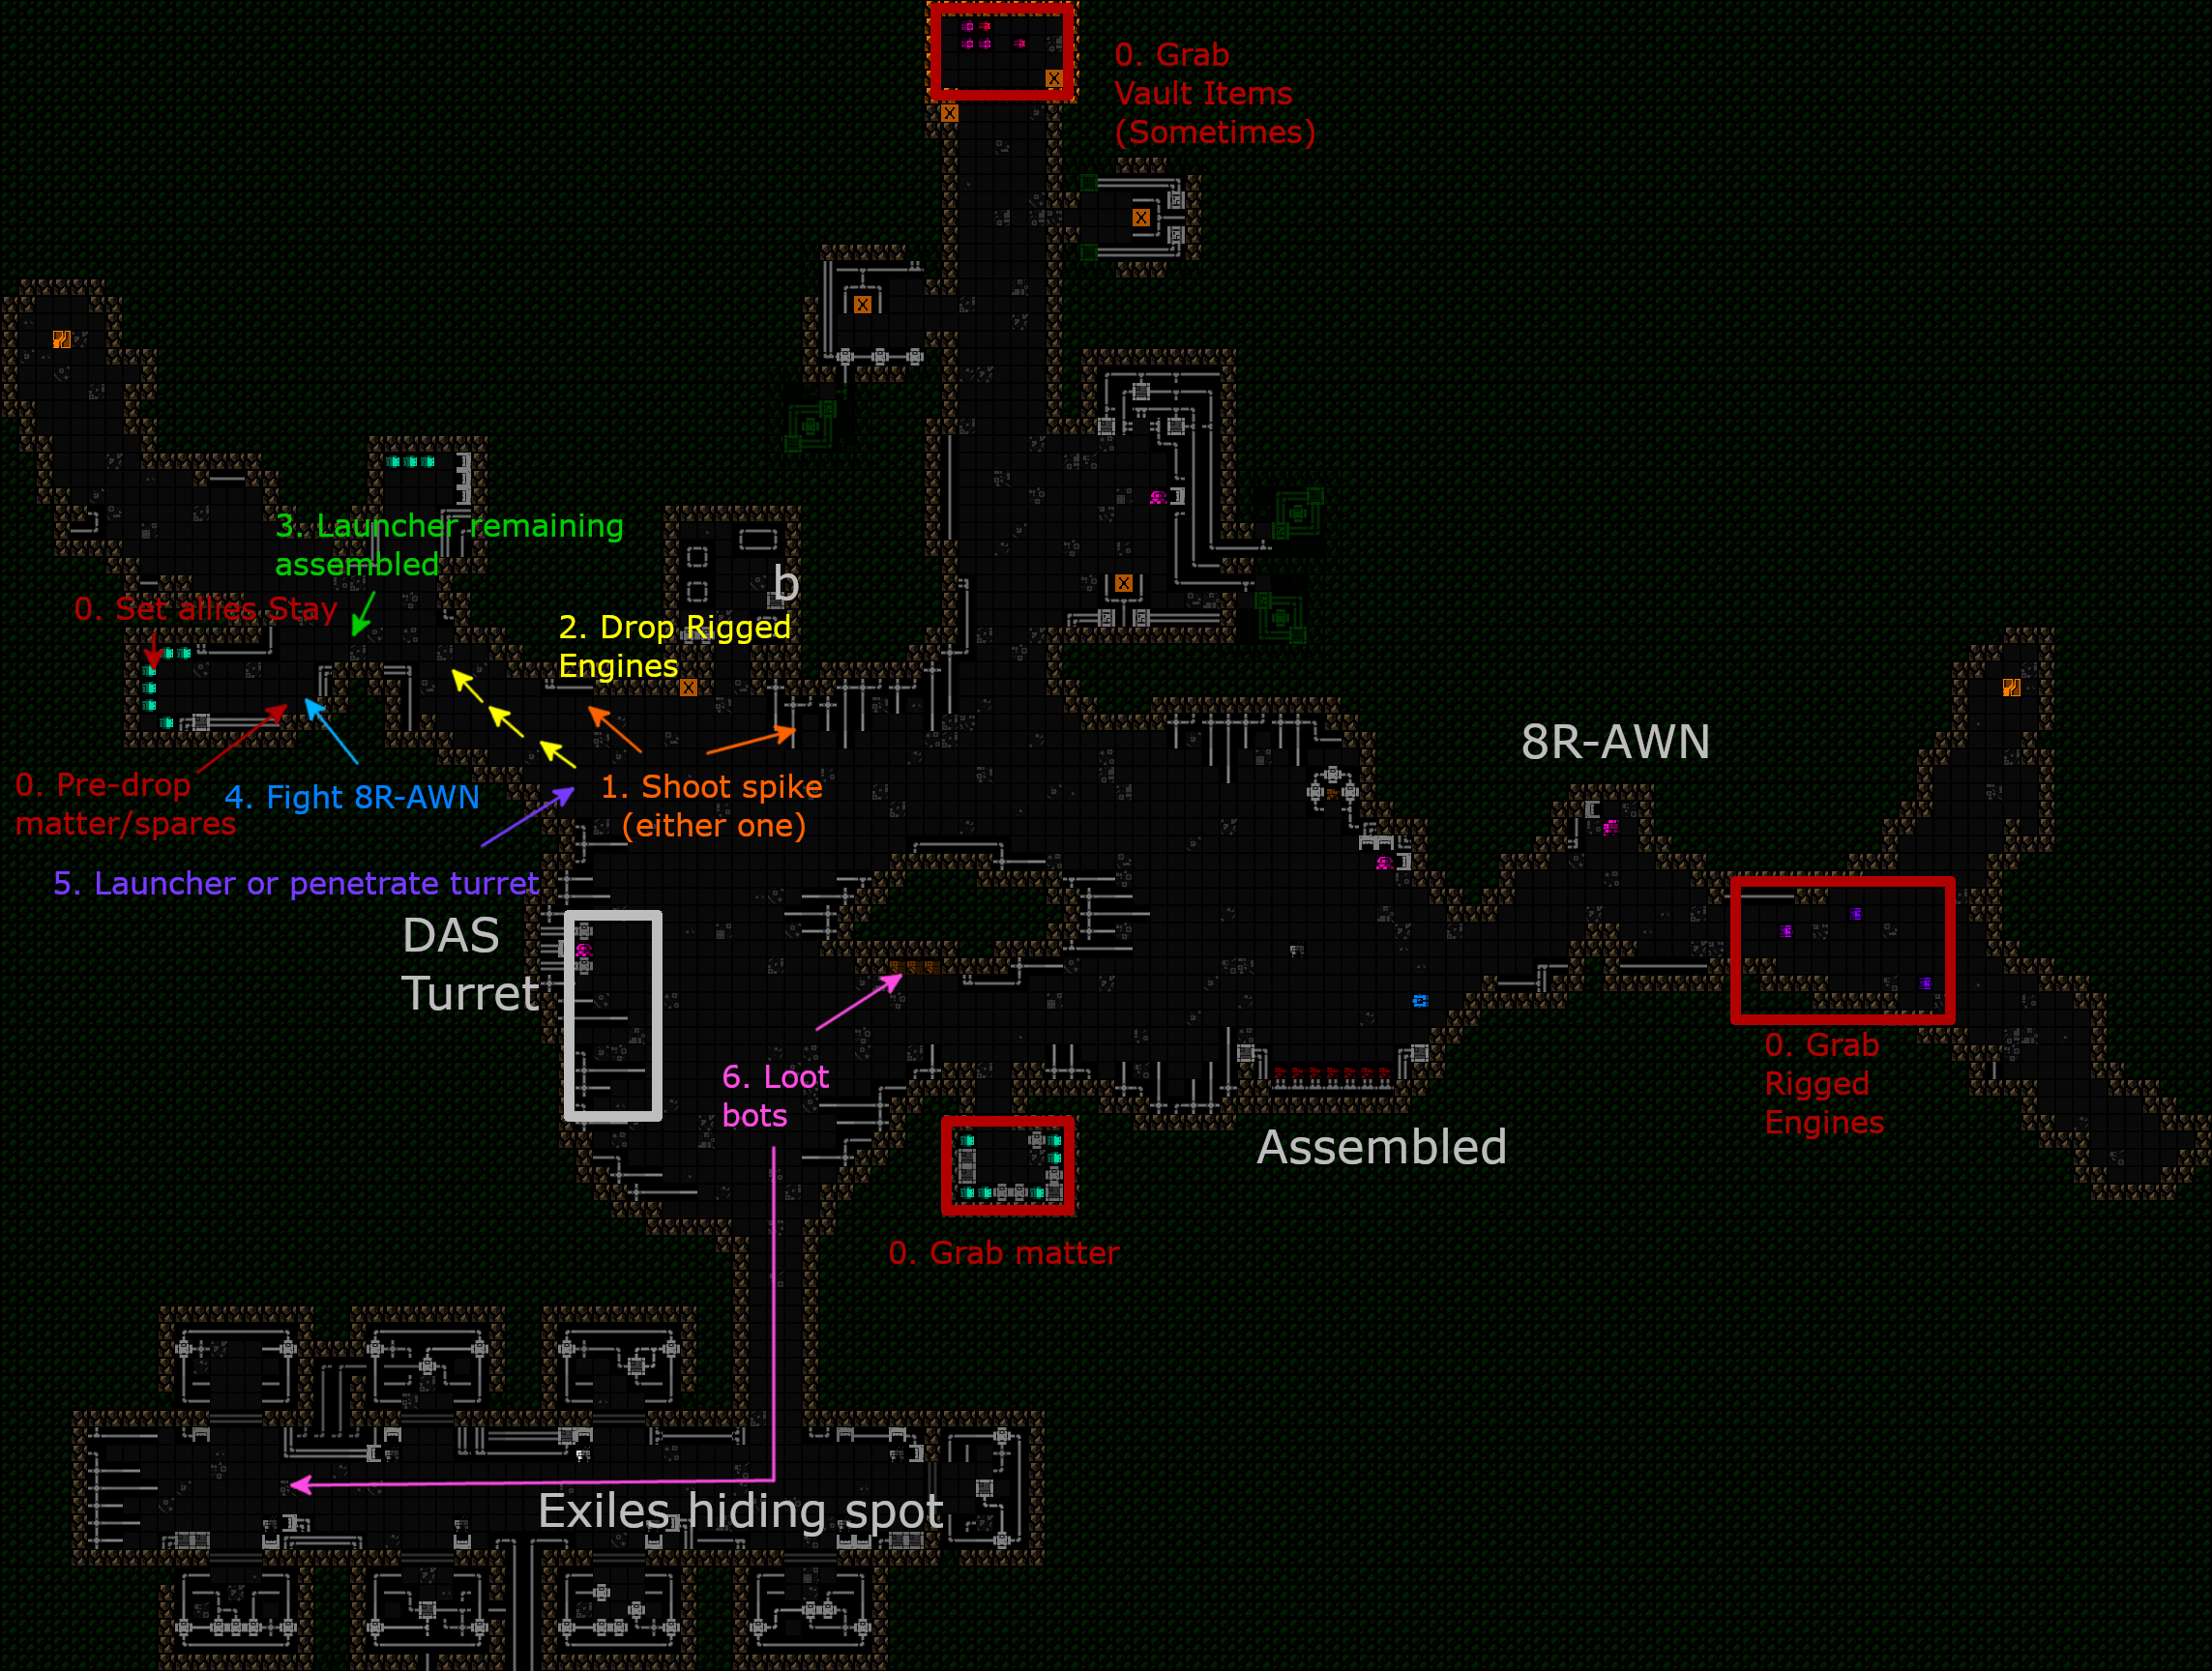 0. Grab
Vault Items
(Sometimes)
3. Launcher remaining
assembled
b
0. Set allies Stay
2. Drop Rigged
Engines
8R-AWN
0. Pre-drop
matter/spares
4. Fight 8R-AWN
1. Shoot spike
(either one)
5. Launcher or penetrate turret
DAS
Turret
6. Loot
bots
0. Grab
Rigged
Engines
Assembled
0. Grab matter
Exiles hiding spot